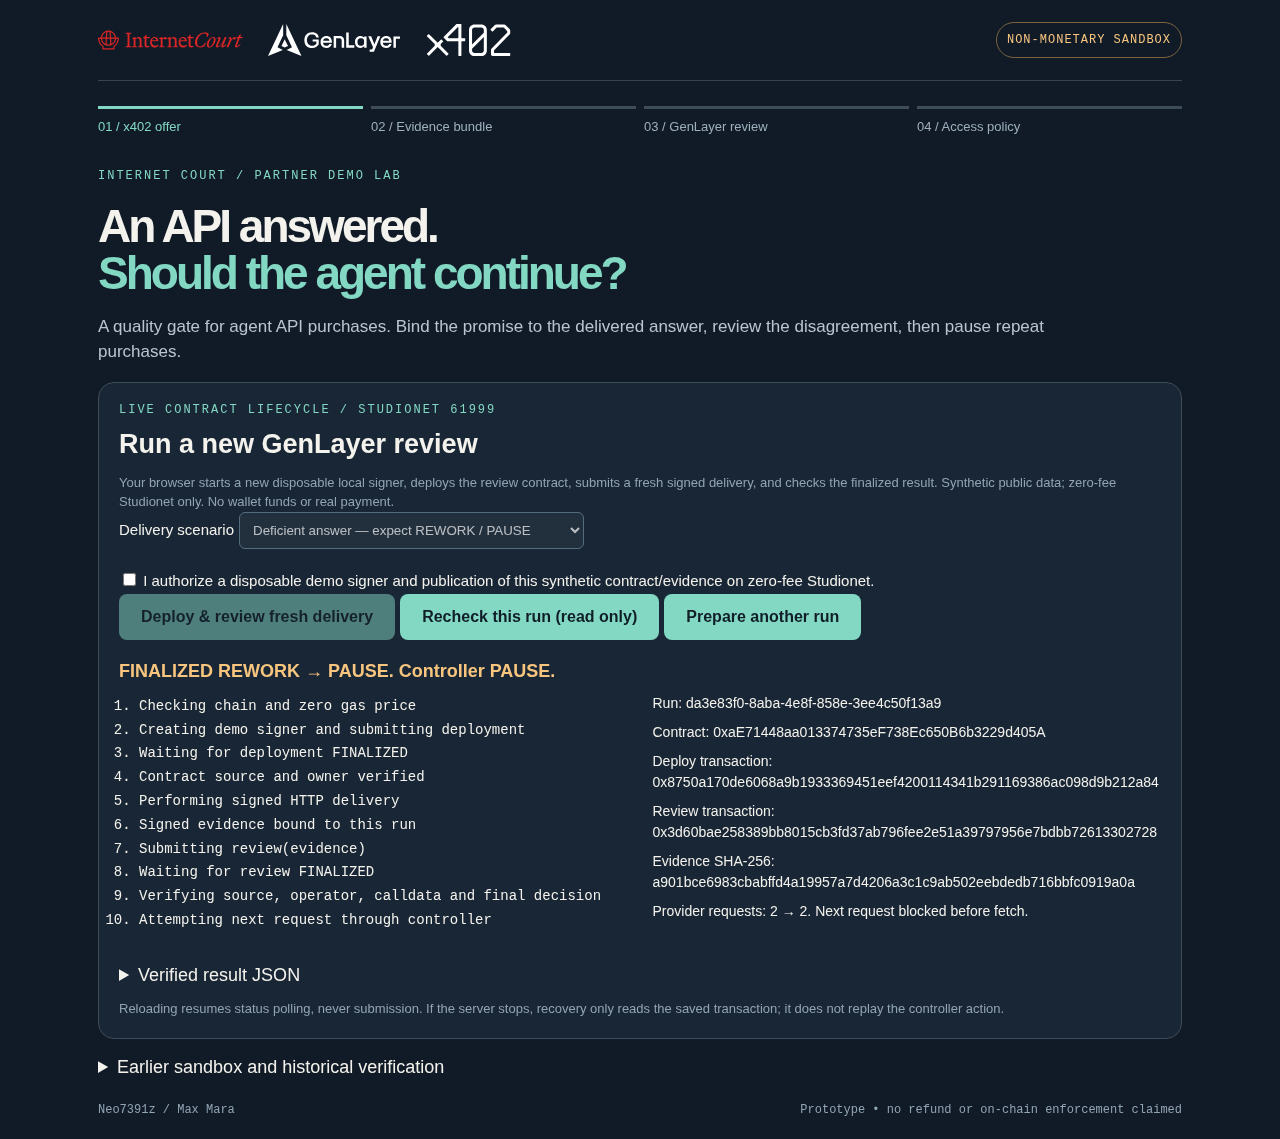 InternetCourt GenLayer x402
NON-MONETARY SANDBOX
01 / x402 offer
02 / Evidence bundle
03 / GenLayer review
04 / Access policy
INTERNET COURT / PARTNER DEMO LAB
An API answered.
Should the agent continue?
A quality gate for agent API purchases. Bind the promise to the delivered answer, review the disagreement, then pause repeat
purchases.
LIVE CONTRACT LIFECYCLE / STUDIONET 61999
Run a new GenLayer review
Your browser starts a new disposable local signer, deploys the review contract, submits a fresh signed delivery, and checks the finalized result. Synthetic public data; zero-fee
Studionet only. No wallet funds or real payment.
Delivery scenario Deficient answer — expect REWORK / PAUSE
I authorize a disposable demo signer and publication of this synthetic contract/evidence on zero-fee Studionet.
Deploy & review fresh delivery
Recheck this run (read only)
Prepare another run
FINALIZED REWORK → PAUSE. Controller PAUSE.
1. Checking chain and zero gas price
2. Creating demo signer and submitting deployment
3. Waiting for deployment FINALIZED
4. Contract source and owner verified
5. Performing signed HTTP delivery
6. Signed evidence bound to this run
7. Submitting review(evidence)
8. Waiting for review FINALIZED
9. Verifying source, operator, calldata and final decision
10. Attempting next request through controller
Run: da3e83f0-8aba-4e8f-858e-3ee4c50f13a9
Contract: 0xaE71448aa013374735eF738Ec650B6b3229d405A
Deploy transaction:
0x8750a170de6068a9b1933369451eef4200114341b291169386ac098d9b212a84
Review transaction:
0x3d60bae258389bb8015cb3fd37ab796fee2e51a39797956e7bdbb72613302728
Evidence SHA-256:
a901bce6983cbabffd4a19957a7d4206a3c1c9ab502eebdedb716bbfc0919a0a
Provider requests: 2 → 2. Next request blocked before fetch.
Verified result JSON
Reloading resumes status polling, never submission. If the server stops, recovery only reads the saved transaction; it does not replay the controller action.
Earlier sandbox and historical verification
Neo7391z / Max Mara
Prototype • no refund or on-chain enforcement claimed